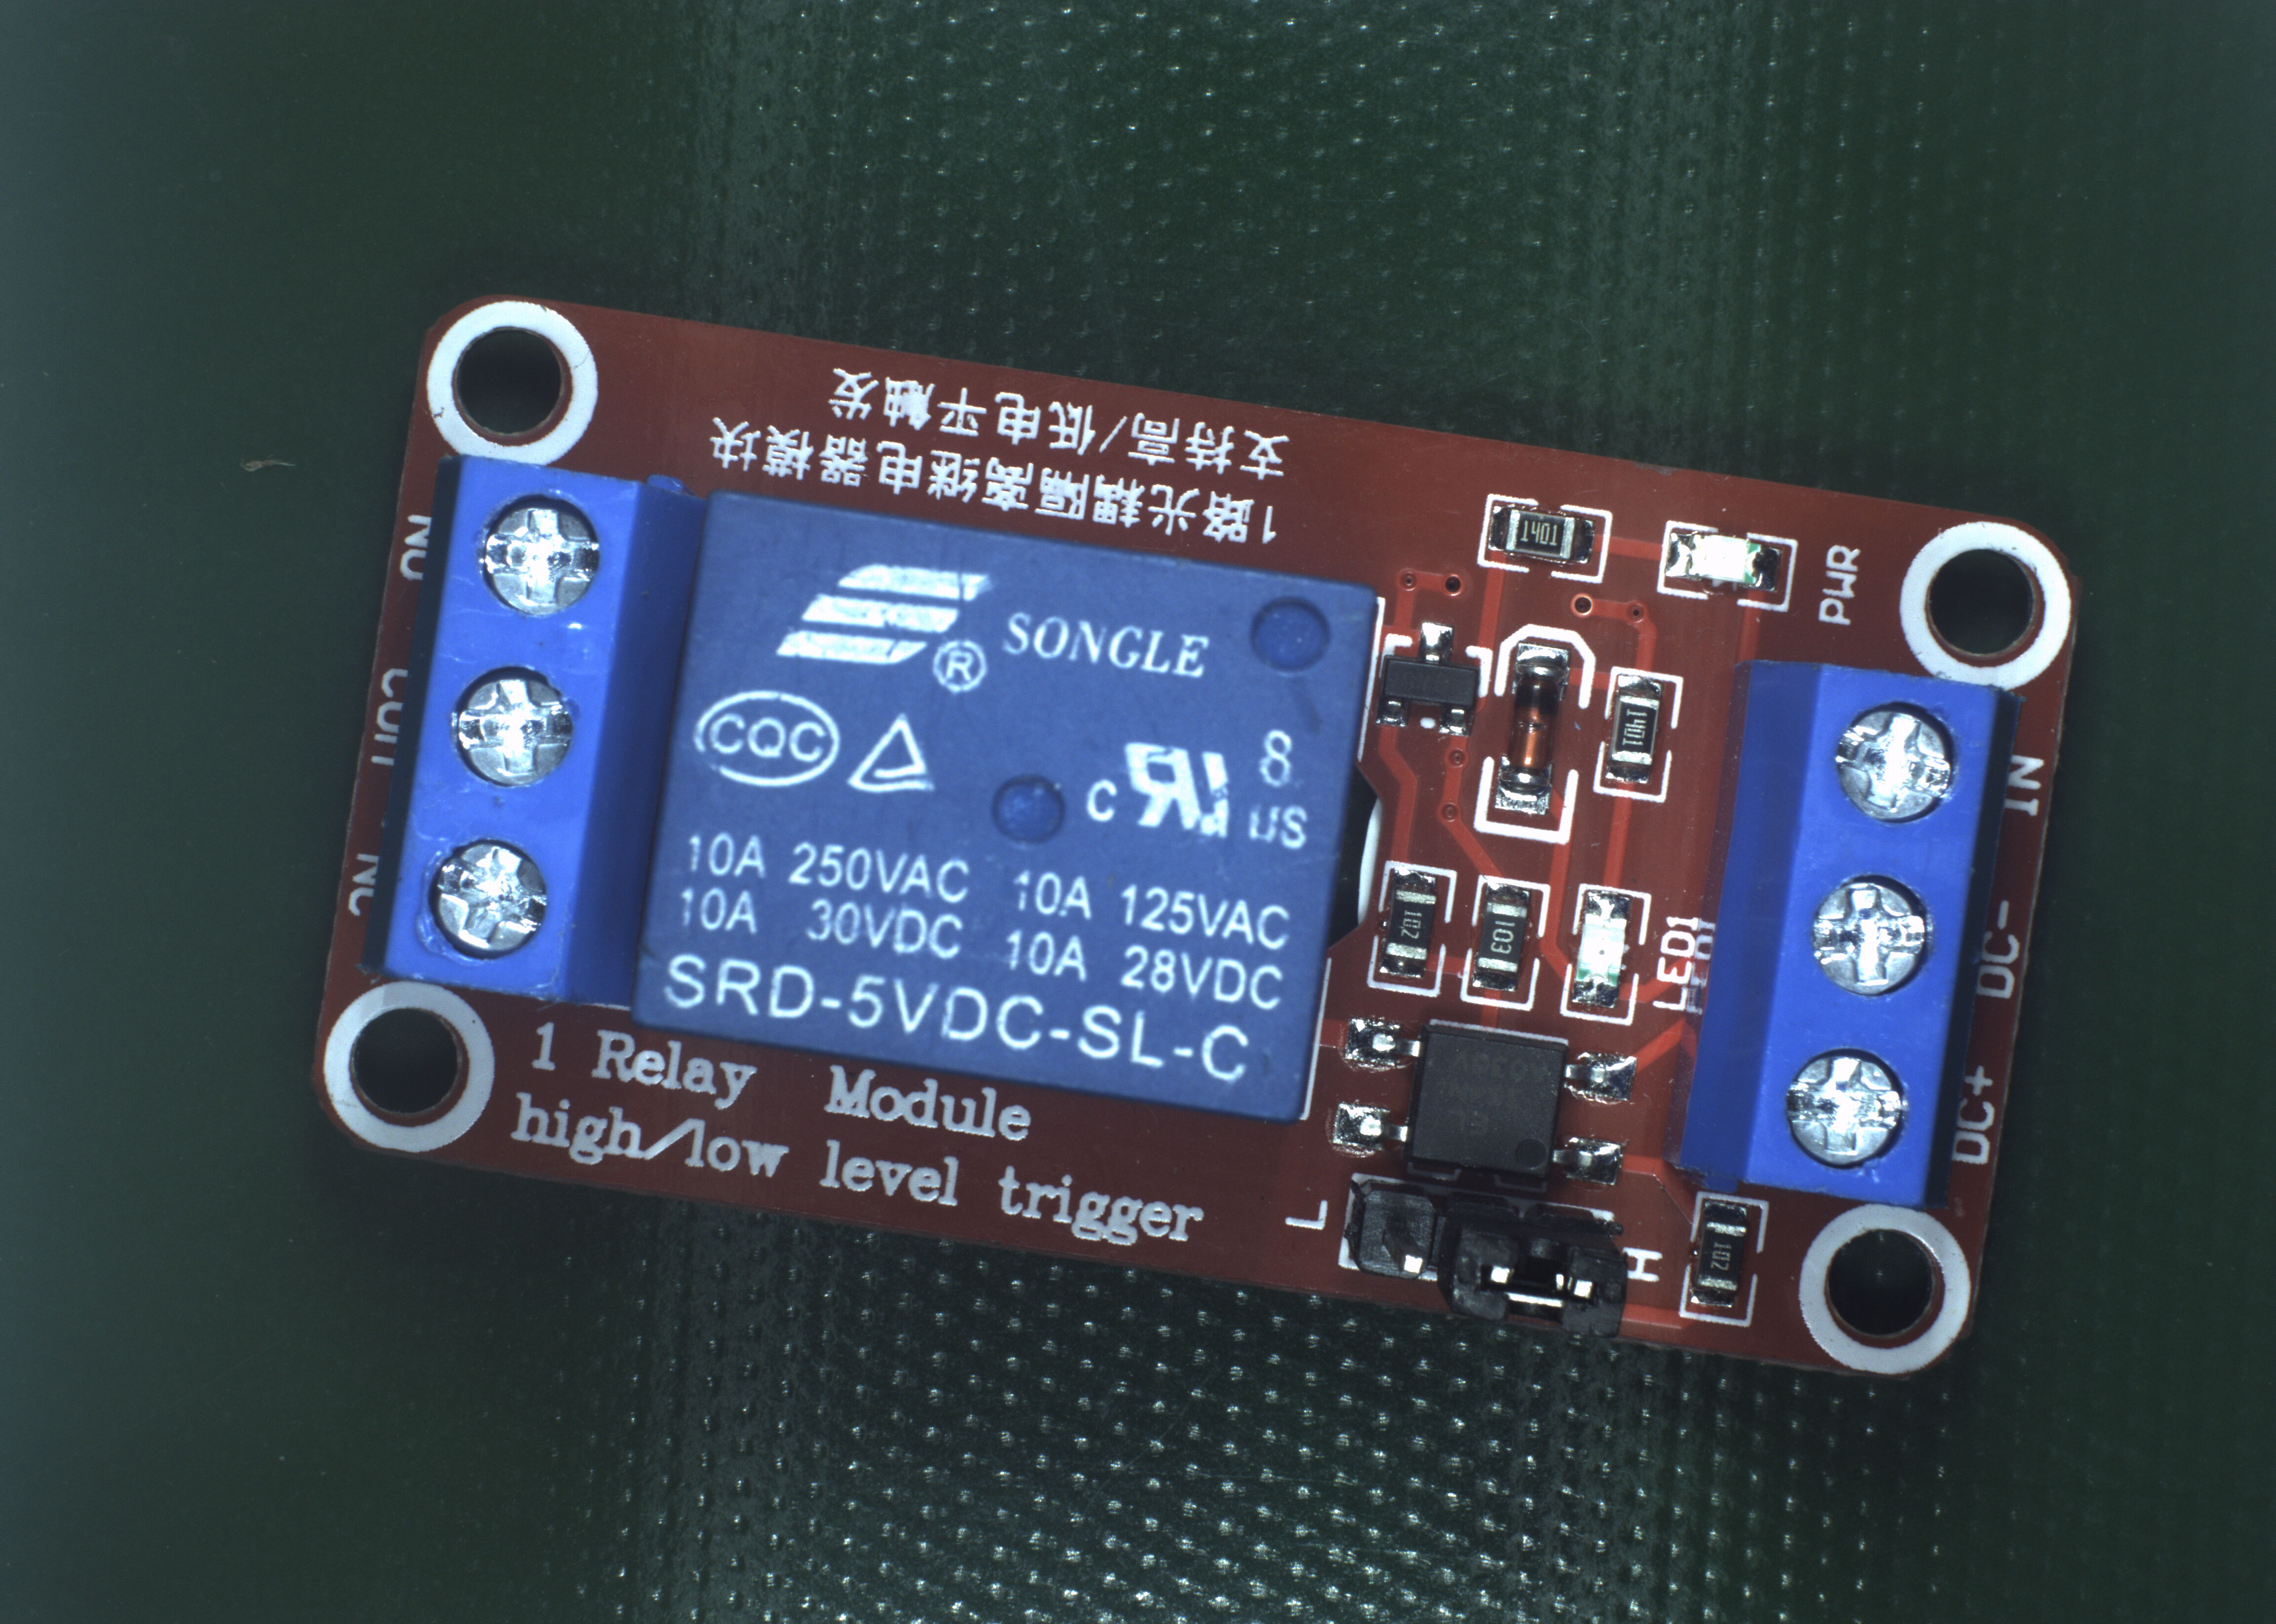 支持高/低电平触发
1路光耦隔离继电器模块
NO
COM
NC
SONGLE
®
CQC
8
c US
10A 250VAC 10A 125VAC
10A 30VDC 10A 28VDC
SRD-5VDC-SL-C
1 Relay Module
high/low level trigger
1401
PWR
1401
102
103
LED1
IN
DC-
DC+
L
H
102